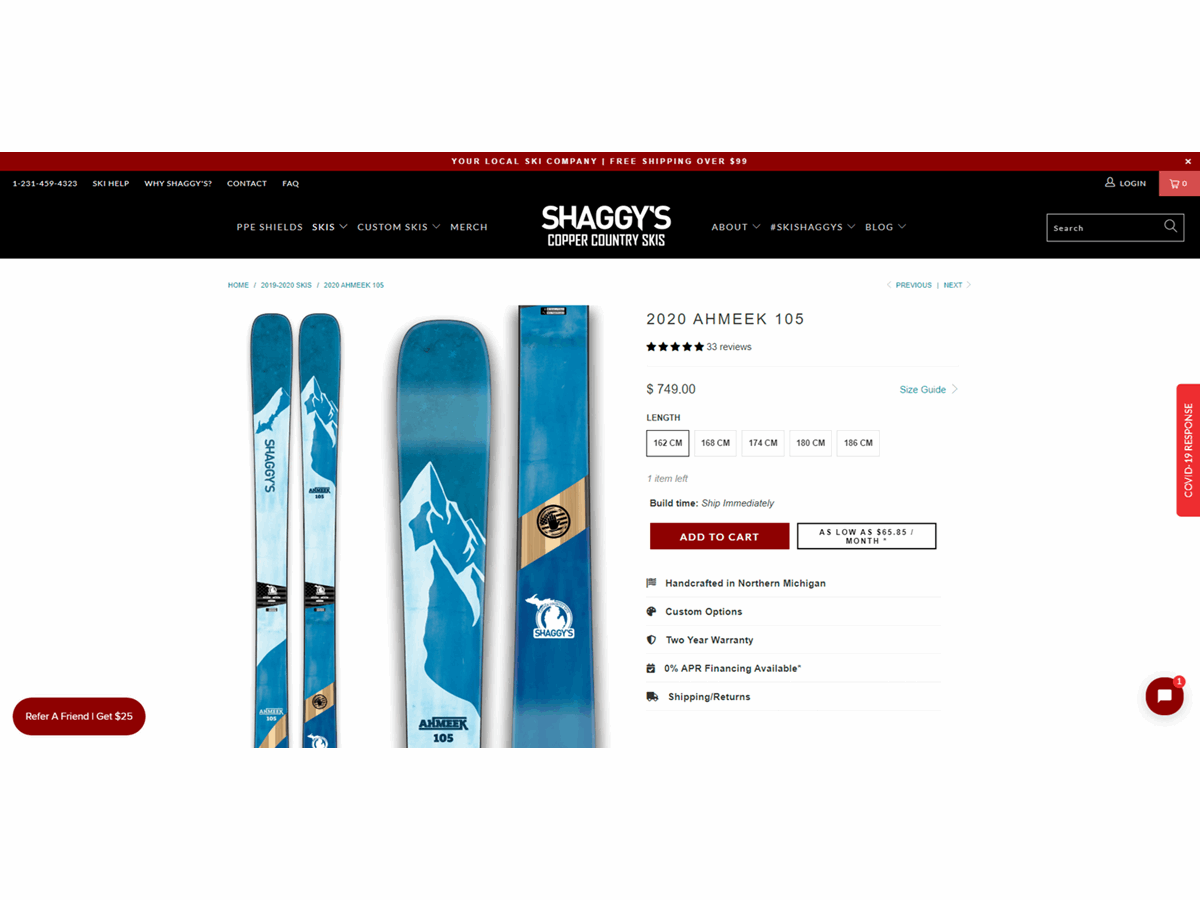 YOUR LOCAL SKI COMPANY | FREE SHIPPING OVER $99
1-231-459-4323 SKI HELP WHY SHAGGY'S? CONTACT FAQ
LOGIN 0
PPE SHIELDS SKIS CUSTOM SKIS MERCH
SHAGGY'S
COPPER COUNTRY SKIS
ABOUT #SKISHAGGYS BLOG
Search
HOME / 2019-2020 SKIS / 2020 AHMEEK 105
PREVIOUS | NEXT
2020 AHMEEK 105
33 reviews
$ 749.00
Size Guide
LENGTH
162 CM 168 CM 174 CM 180 CM 186 CM
1 item left
Build time: Ship Immediately
ADD TO CART
AS LOW AS $65.85 /
MONTH *
Handcrafted in Northern Michigan
Custom Options
Two Year Warranty
0% APR Financing Available*
Shipping/Returns
SHAGGY'S
AHMEEK
105
AHMEEK
105
SHAGGY'S
AHMEEK
105
COVID-19 RESPONSE
Refer A Friend | Get $25
1